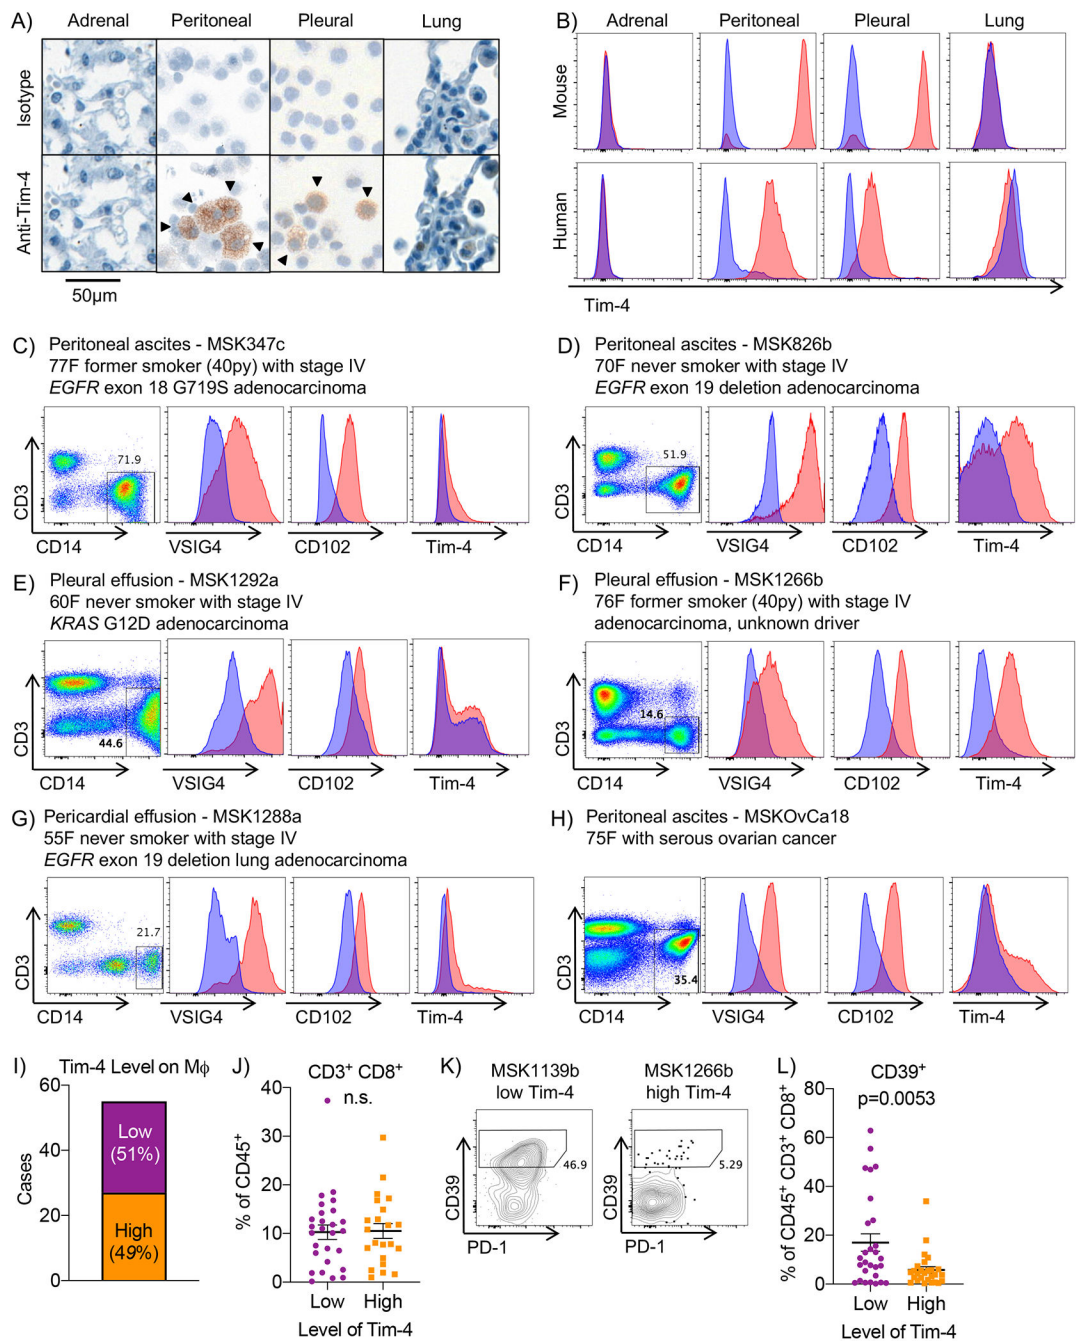 A)
Adrenal
Peritoneal
Pleural
Lung
Isotype
Anti-Tim-4
50µm
B)
Adrenal
Peritoneal
Pleural
Lung
Mouse
Human
Tim-4
C)
Peritoneal ascites - MSK347c
77F former smoker (40py) with stage IV
EGFR exon 18 G719S adenocarcinoma
71.9
CD3
CD14
VSIG4
CD102
Tim-4
D)
Peritoneal ascites - MSK826b
70F never smoker with stage IV
EGFR exon 19 deletion adenocarcinoma
51.9
CD3
CD14
VSIG4
CD102
Tim-4
E)
Pleural effusion - MSK1292a
60F never smoker with stage IV
KRAS G12D adenocarcinoma
44.6
CD3
CD14
VSIG4
CD102
Tim-4
F)
Pleural effusion - MSK1266b
76F former smoker (40py) with stage IV
adenocarcinoma, unknown driver
14.6
CD3
CD14
VSIG4
CD102
Tim-4
G)
Pericardial effusion - MSK1288a
55F never smoker with stage IV
EGFR exon 19 deletion lung adenocarcinoma
21.7
CD3
CD14
VSIG4
CD102
Tim-4
H)
Peritoneal ascites - MSKOvCa18
75F with serous ovarian cancer
35.4
CD3
CD14
VSIG4
CD102
Tim-4
I)
Tim-4 Level on Mϕ
60
40
20
0
Cases
Low
(51%)
High
(49%)
J)
CD3⁺ CD8⁺
n.s.
40
30
20
10
0
% of CD45⁺
Low
High
Level of Tim-4
K)
MSK1139b
low Tim-4
46.9
CD39
PD-1
MSK1266b
high Tim-4
5.29
CD39
PD-1
L)
CD39⁺
p=0.0053
80
60
40
20
0
% of CD45⁺ CD3⁺ CD8⁺
Low
High
Level of Tim-4